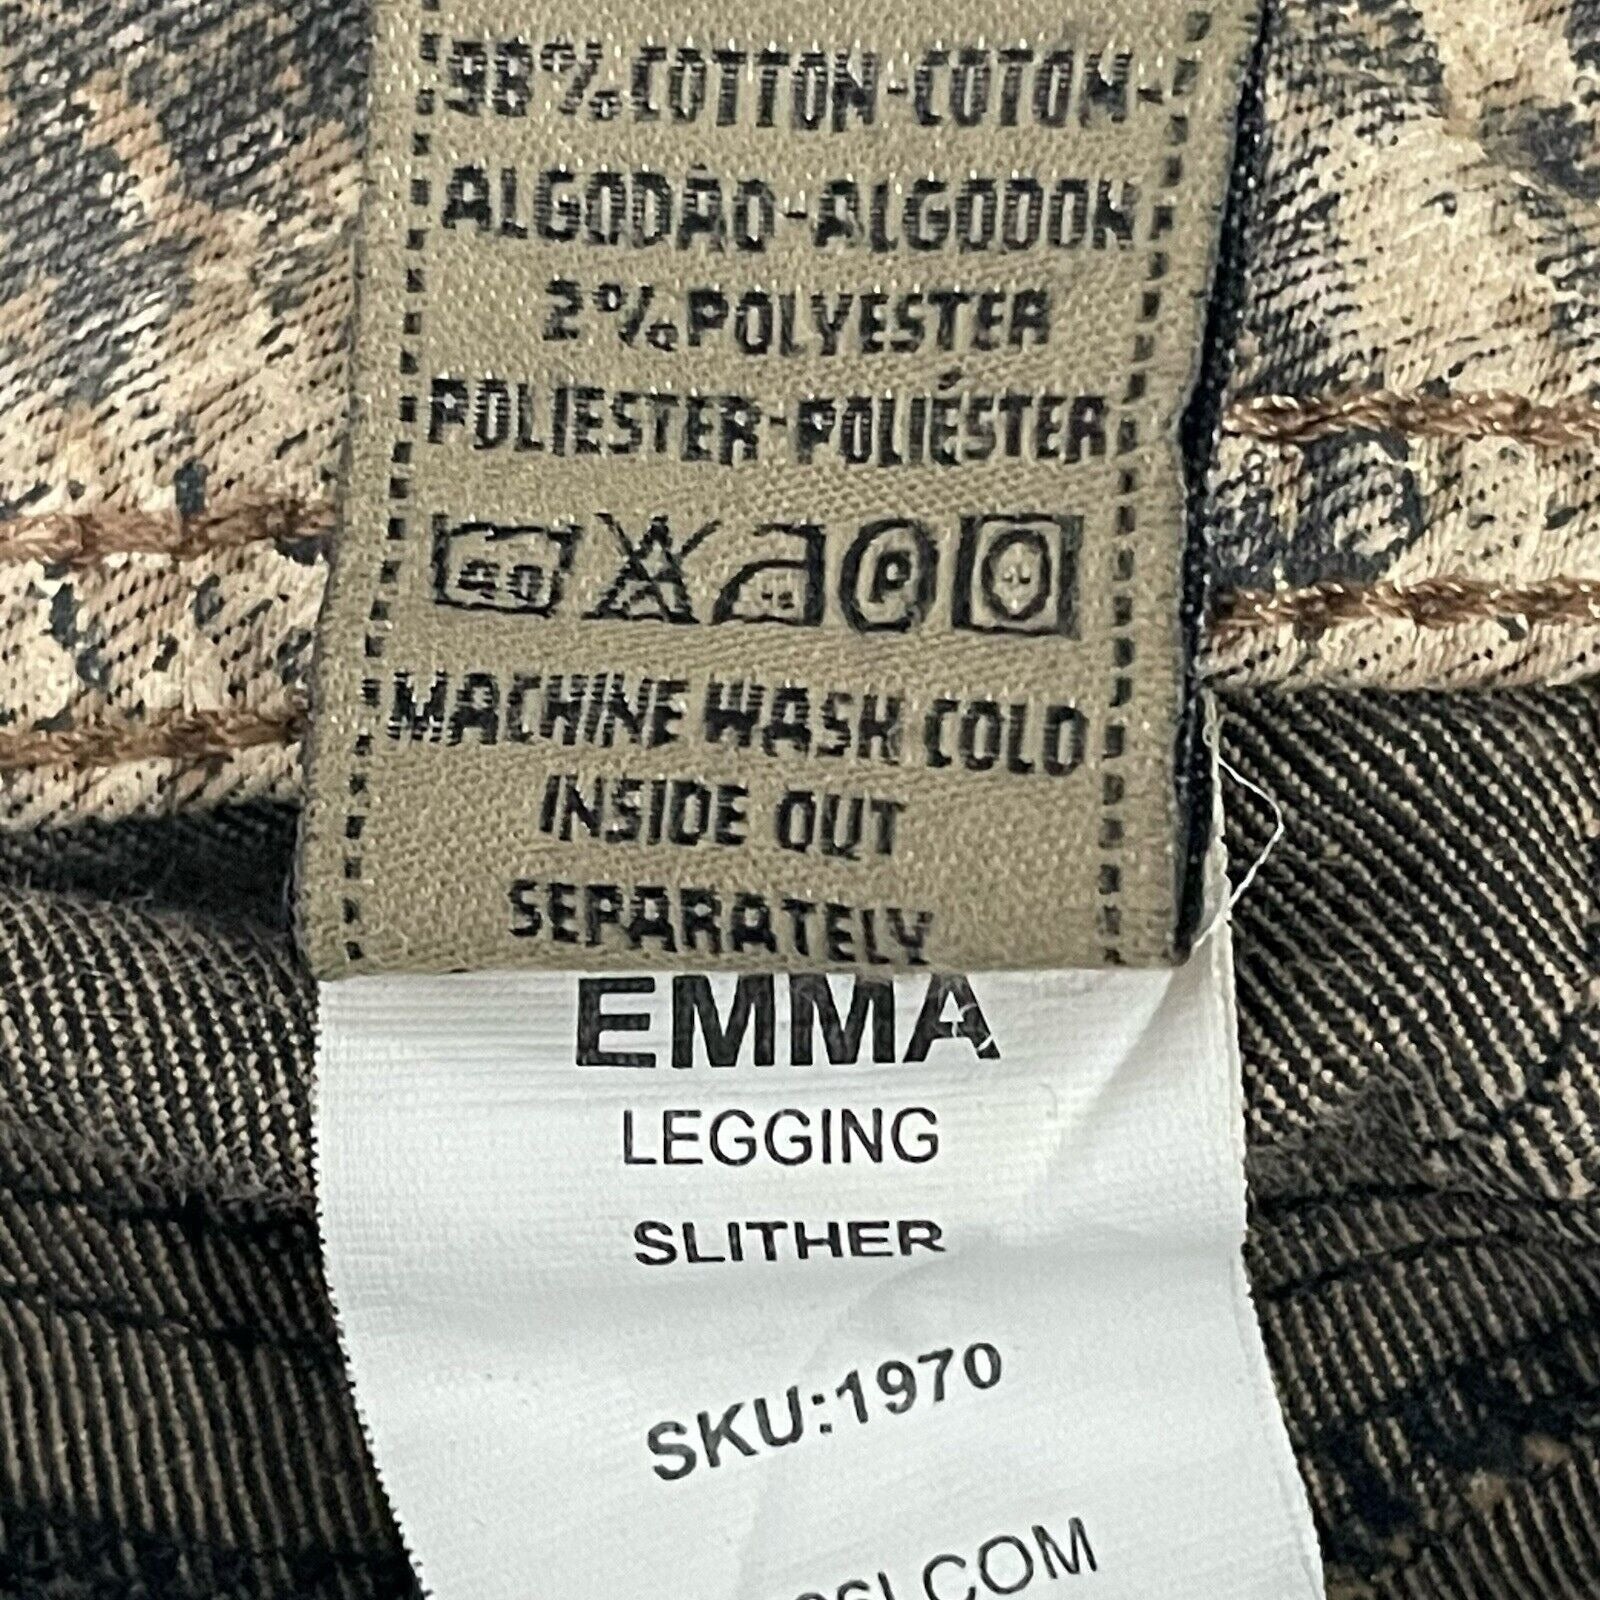 98% COTTON-COTON-
ALGODÃO-ALGODON
2% POLYESTER
POLIESTER-POLIÉSTER
40 P
MACHINE WASH COLD
INSIDE OUT
SEPARATELY
EMMA
LEGGING
SLITHER
SKU:1970